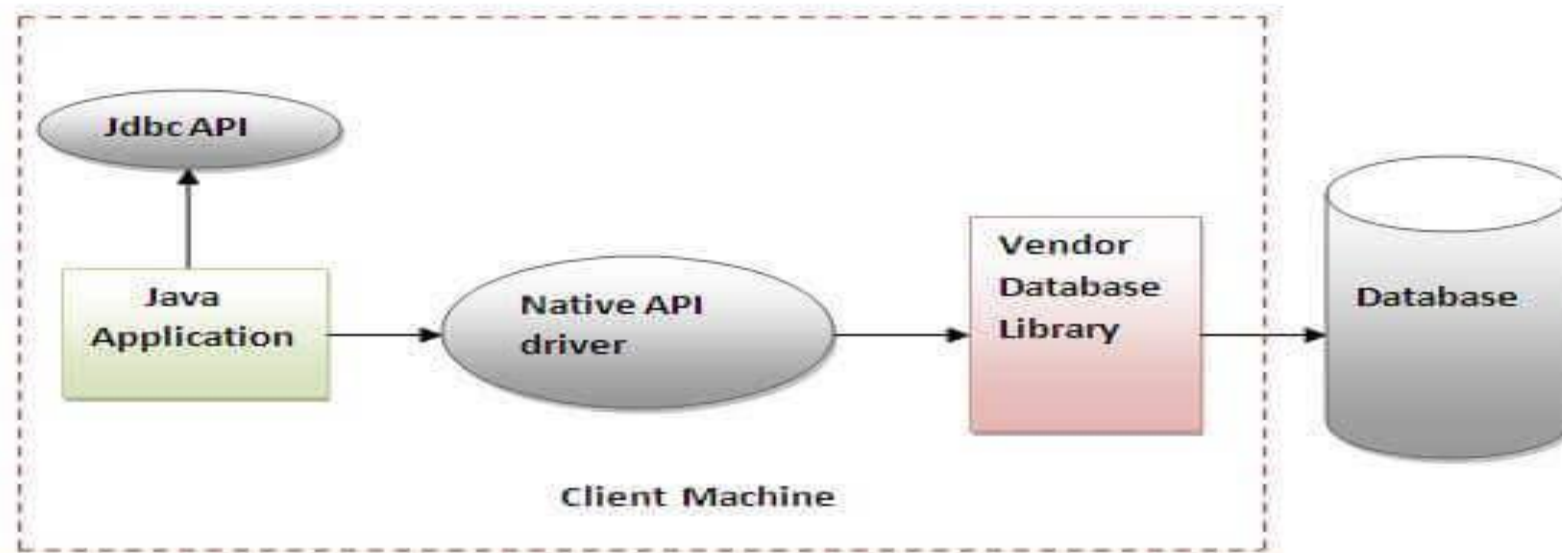 Jdbc API
Java
Application
Native API
driver
Vendor
Database
Library
Database
Client Machine